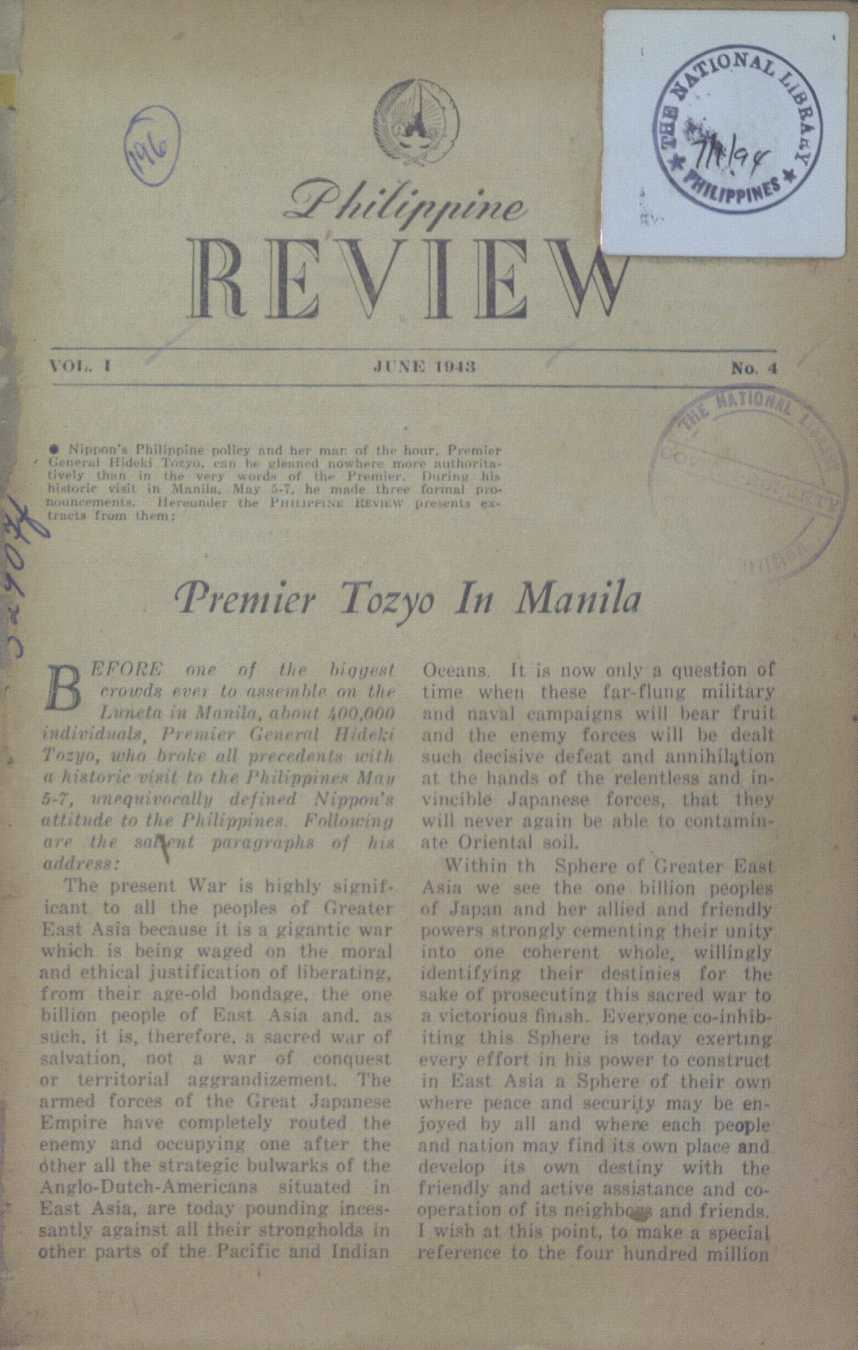 THE NATIONAL LIBRARY
PHILIPPINES
196
Philippine
REVIEW
VOL. I JUNE 1943 No. 4
THE NATIONAL
● Nippon's Philippine policy and her man of the hour, Premier
General Hideki Tozyo, can be gleaned nowhere more authorita-
tively than in the very words of the Premier. During his
historic visit in Manila, May 5-7, he made three formal pro-
nouncements. Hereunder the PHILIPPINE REVIEW presents ex-
tracts from them:
Premier Tozyo In Manila
BEFORE one of the biggest
crowds ever to assemble on the
Luneta in Manila, about 400,000
individuals, Premier General Hideki
Tozyo, who broke all precedents with
a historic visit to the Philippines May
5-7, unequivocally defined Nippon's
attitude to the Philippines. Following
are the salient paragraphs of his
address:
The present War is highly signif-
icant to all the peoples of Greater
East Asia because it is a gigantic war
which is being waged on the moral
and ethical justification of liberating,
from their age-old bondage, the one
billion people of East Asia and, as
such, it is, therefore, a sacred war of
salvation, not a war of conquest
or territorial aggrandizement. The
armed forces of the Great Japanese
Empire have completely routed the
enemy and occupying one after the
other all the strategic bulwarks of the
Anglo-Dutch-Americans situated in
East Asia, are today pounding inces-
santly against all their strongholds in
other parts of the Pacific and Indian
Oceans. It is now only a question of
time when these far-flung military
and naval campaigns will bear fruit
and the enemy forces will be dealt
such decisive defeat and annihilation
at the hands of the relentless and in-
vincible Japanese forces, that they
will never again be able to contamin-
ate Oriental soil.
Within th Sphere of Greater East
Asia we see the one billion peoples
of Japan and her allied and friendly
powers strongly cementing their unity
into one coherent whole, willingly
identifying their destinies for the
sake of prosecuting this sacred war to
a victorious finish. Everyone co-inhib-
iting this Sphere is today exerting
every effort in his power to construct
in East Asia a Sphere of their own
where peace and security may be en-
joyed by all and where each people
and nation may find its own place and
develop its own destiny with the
friendly and active assistance and co-
operation of its neighbors and friends.
I wish at this point, to make a special
reference to the four hundred million